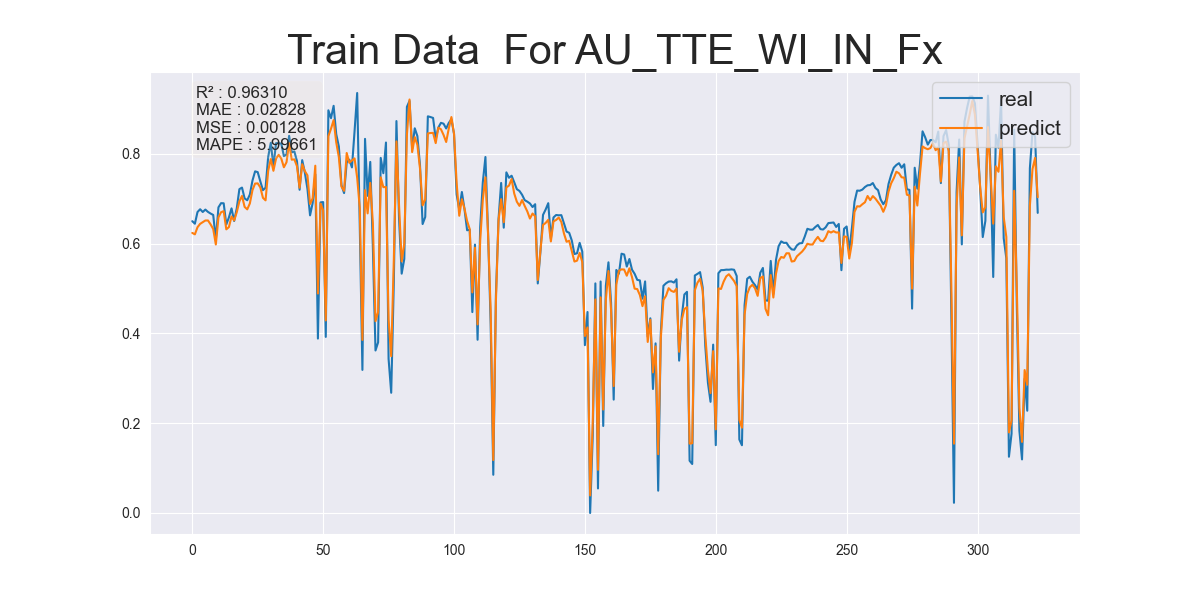 Train Data  For AU_TTE_WI_IN_Fx
R² : 0.96310
MAE : 0.02828
MSE : 0.00128
MAPE : 5.99661
real
predict
0.8
0.6
0.4
0.2
0.0
0 50 100 150 200 250 300